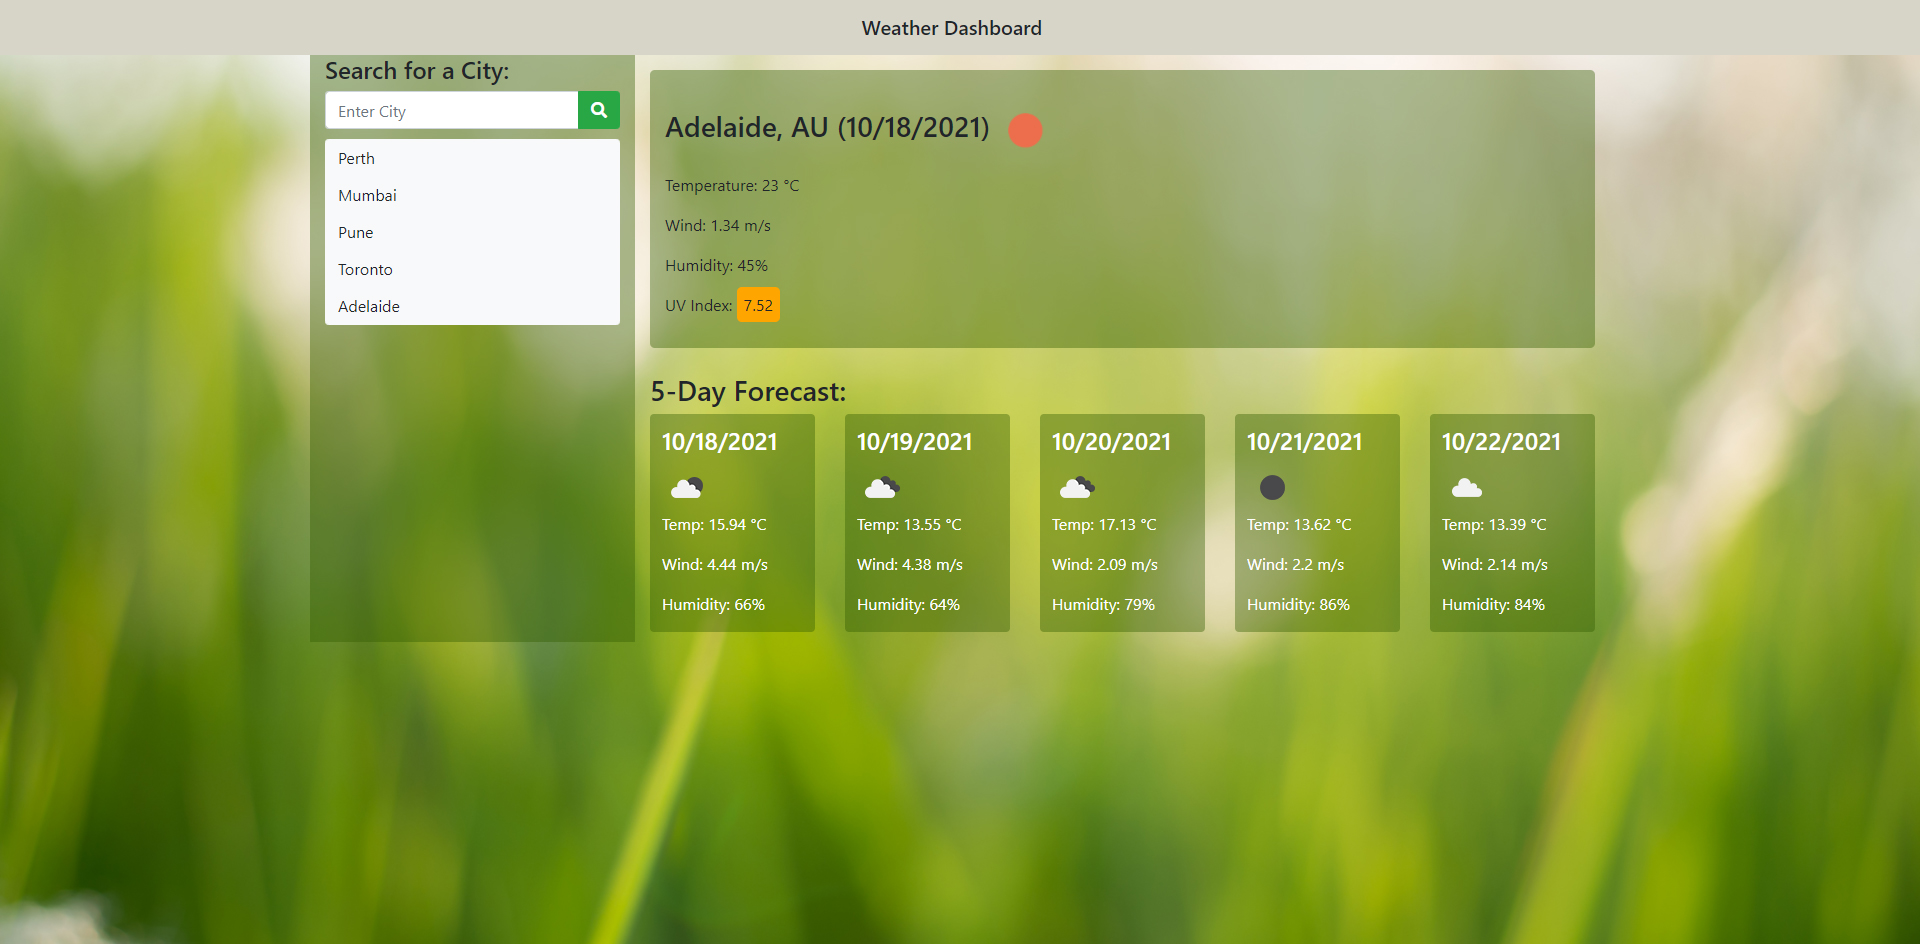 Weather Dashboard
Search for a City:
Enter City
Perth
Mumbai
Pune
Toronto
Adelaide
Adelaide, AU (10/18/2021)
Temperature: 23 °C
Wind: 1.34 m/s
Humidity: 45%
UV Index: 7.52
5-Day Forecast:
10/18/2021
Temp: 15.94 °C
Wind: 4.44 m/s
Humidity: 66%
10/19/2021
Temp: 13.55 °C
Wind: 4.38 m/s
Humidity: 64%
10/20/2021
Temp: 17.13 °C
Wind: 2.09 m/s
Humidity: 79%
10/21/2021
Temp: 13.62 °C
Wind: 2.2 m/s
Humidity: 86%
10/22/2021
Temp: 13.39 °C
Wind: 2.14 m/s
Humidity: 84%